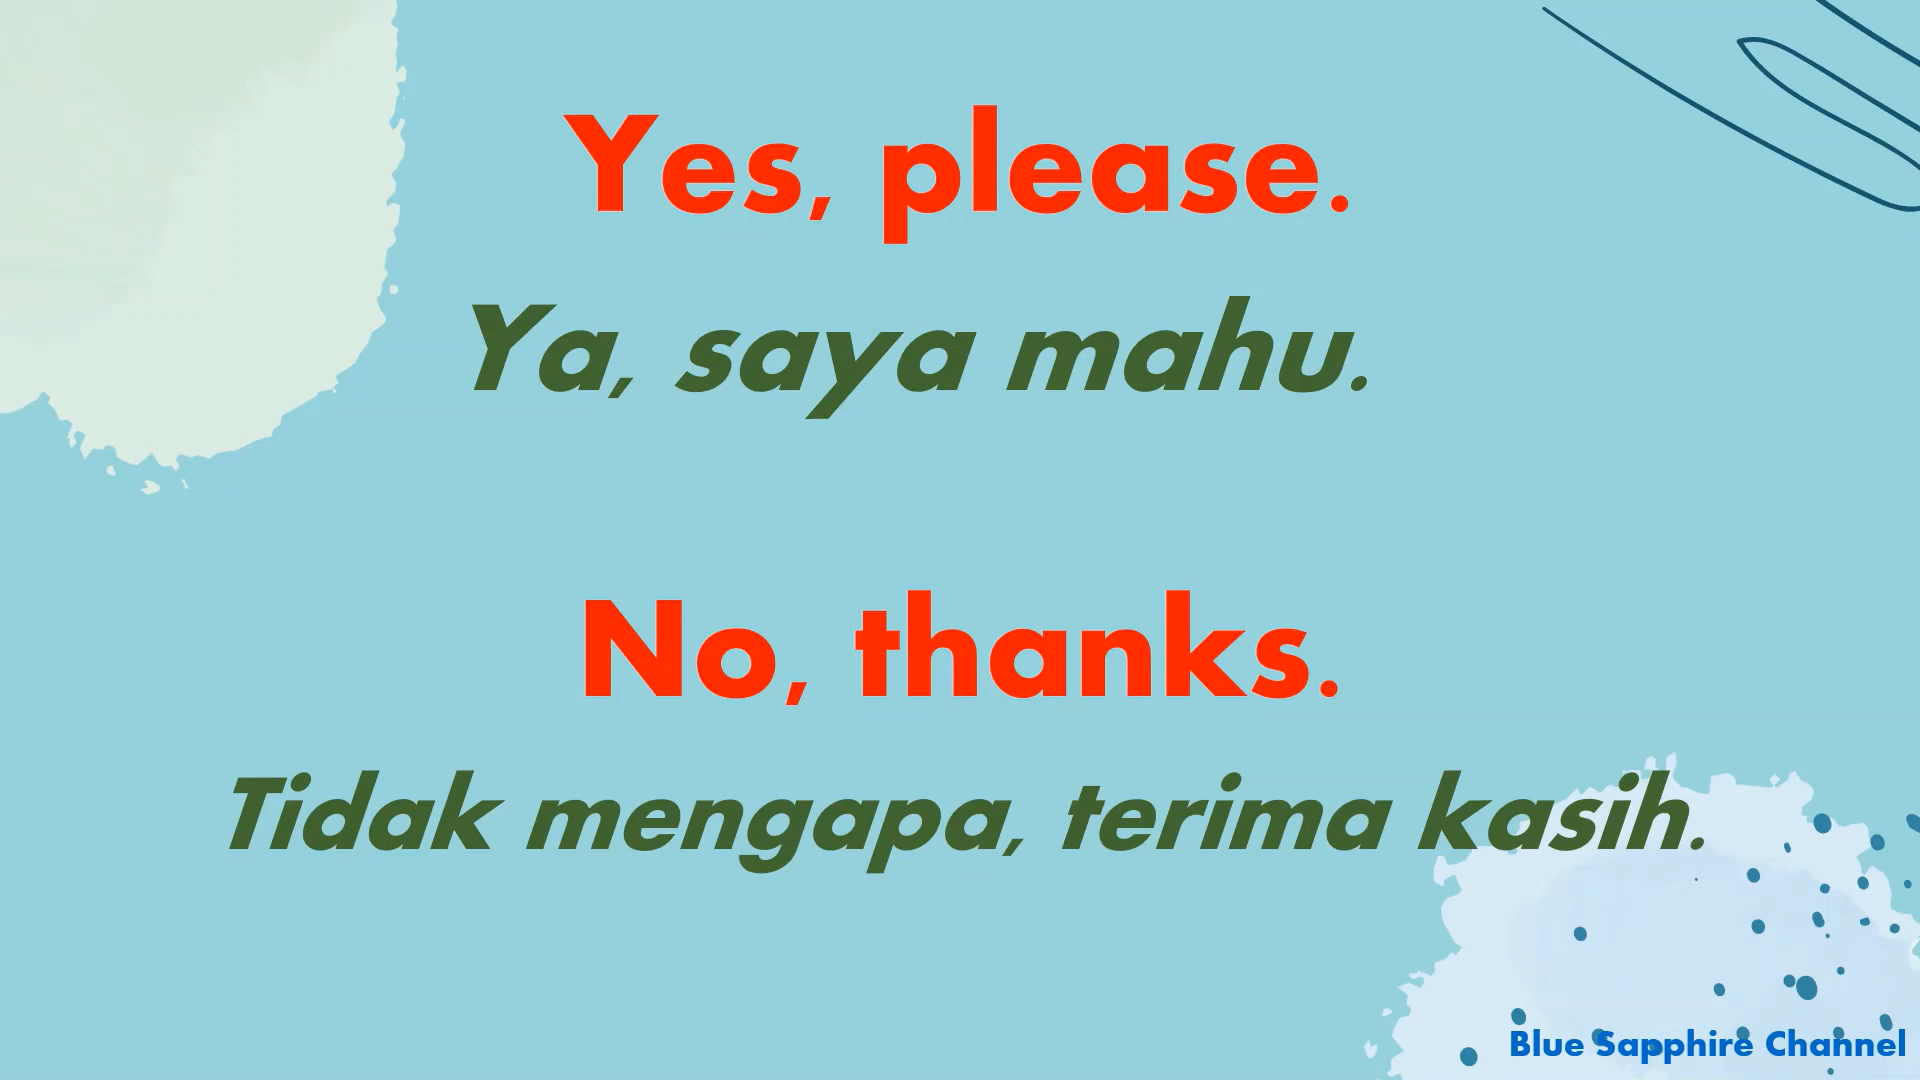 Yes, please.
Ya, saya mahu.
No, thanks.
Tidak mengapa, terima kasih.
Blue Sapphire Channel